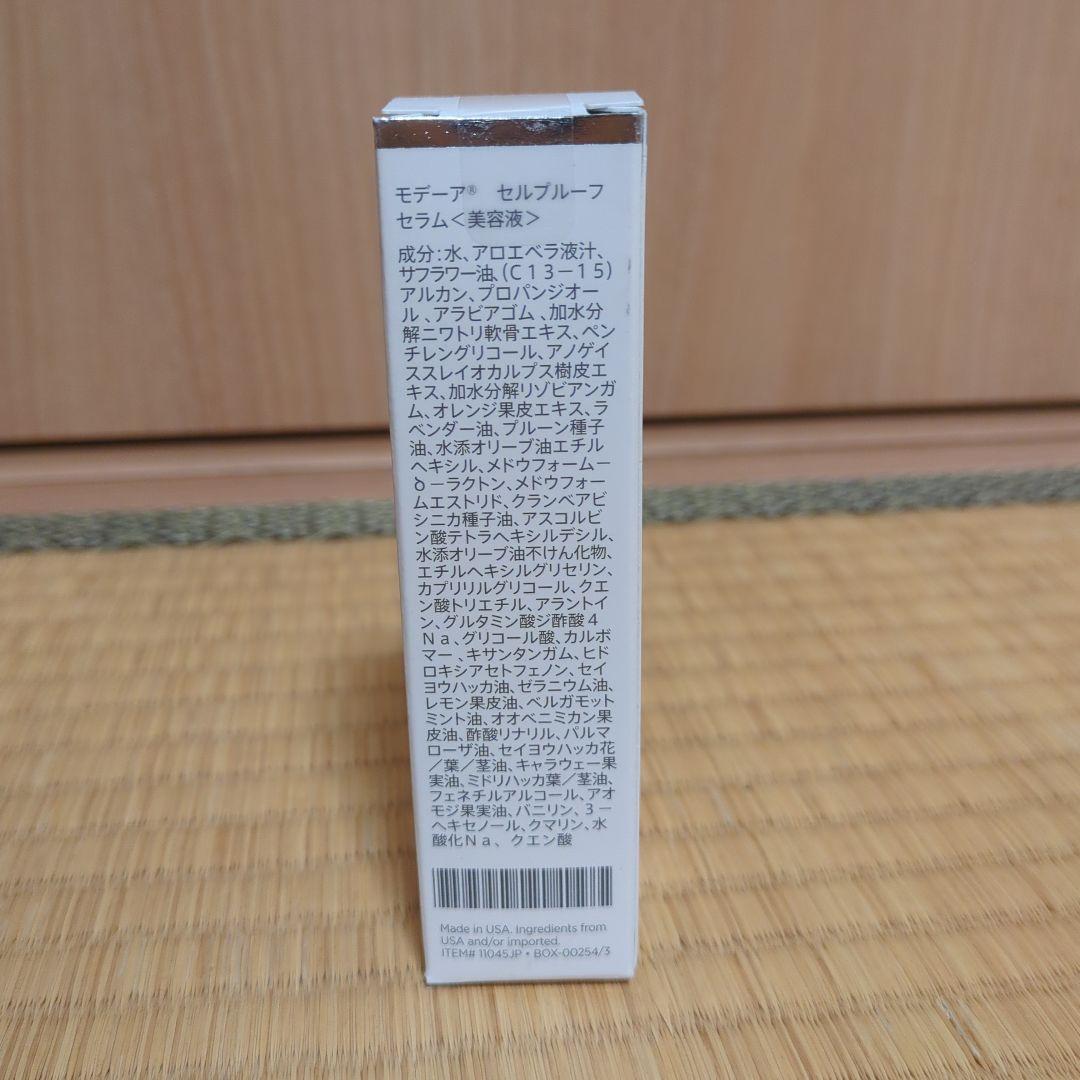 モデーア® セルプルーフ
セラム＜美容液＞
成分：水、アロエベラ液汁、
サフラワー油、（C13－15）
アルカン、プロパンジオー
ル、アラビアゴム、加水分
解ニワトリ軟骨エキス、ペン
チレングリコール、アノゲイ
ススレイオカルプス樹皮エ
キス、加水分解リゾビアンガ
ム、オレンジ果皮エキス、ラ
ベンダー油、プルーン種子
油、水添オリーブ油エチル
ヘキシル、メドウフォームー
δ－ラクトン、メドウフォー
ムエストリド、クランベアビ
シニカ種子油、アスコルビ
ン酸テトラヘキシルデシル、
水添オリーブ油不けん化物、
エチルヘキシルグリセリン、
カプリリルグリコール、クエ
ン酸トリエチル、アラントイ
ン、グルタミン酸ジ酢酸４
Ｎａ、グリコール酸、カルボ
マー、キサンタンガム、ヒド
ロキシアセトフェノン、セイ
ヨウハッカ油、ゼラニウム油、
レモン果皮油、ベルガモット
ミント油、オオベニミカン果
皮油、酢酸リナリル、パルマ
ローザ油、セイヨウハッカ花
／葉／茎油、キャラウェー果
実油、ミドリハッカ葉／茎油、
フェネチルアルコール、アオ
モジ果実油、バニリン、３－
ヘキセノール、クマリン、水
酸化Ｎａ、クエン酸
Made in USA. Ingredients from
USA and/or imported.
ITEM# 11045JP • BOX-00254/3